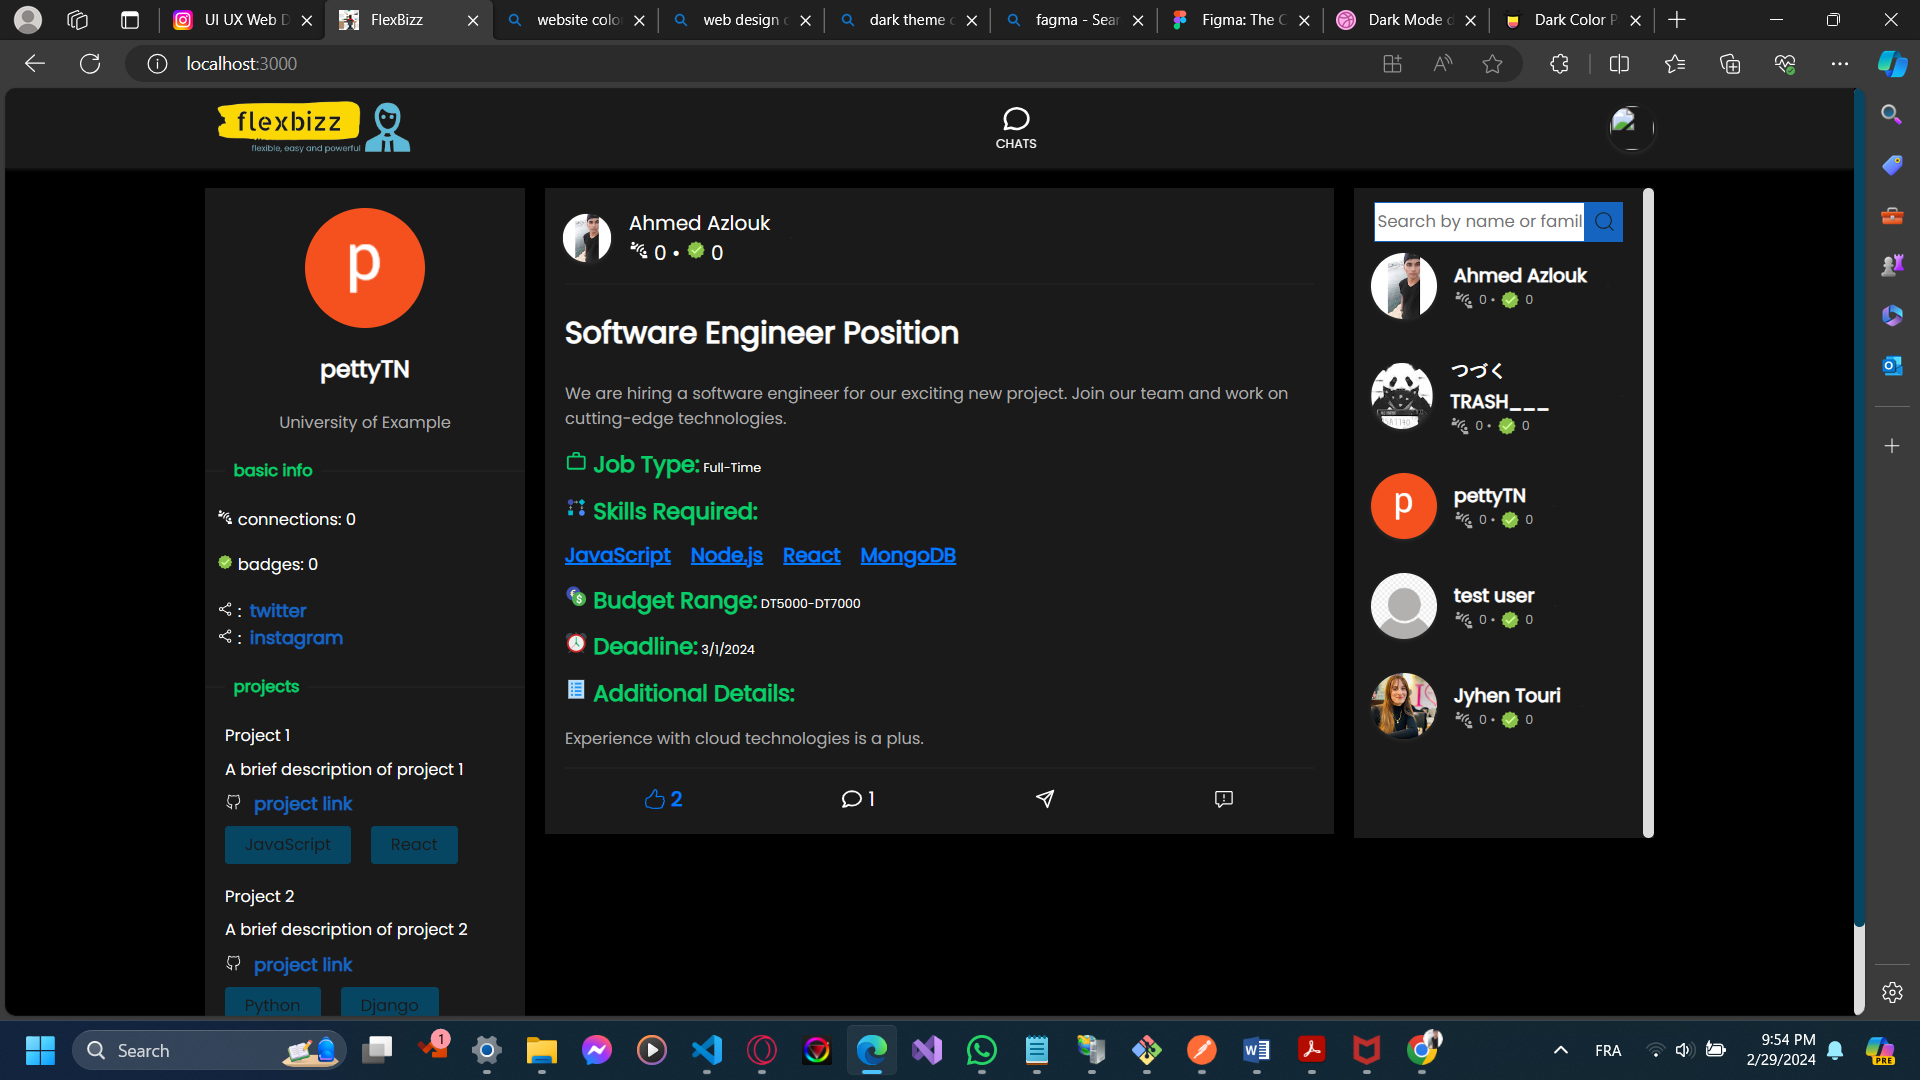 UI UX Web D
FlexBizz
website colo
web design c
dark theme c
fagma - Sear
Figma: The C
Dark Mode d
Dark Color P
localhost:3000
flexbizz
flexible, easy and powerful
CHATS
p
pettyTN
University of Example
basic info
connections: 0
badges: 0
: twitter
: instagram
projects
Project 1
A brief description of project 1
project link
JavaScript React
Project 2
A brief description of project 2
project link
Python Django
Ahmed Azlouk
0 • 0
Software Engineer Position
We are hiring a software engineer for our exciting new project. Join our team and work on
cutting-edge technologies.
Job Type: Full-Time
Skills Required:
JavaScript Node.js React MongoDB
Budget Range: DT5000-DT7000
Deadline: 3/1/2024
Additional Details:
Experience with cloud technologies is a plus.
2 1
Search by name or famil
Ahmed Azlouk
0 • 0
つづく
TRASH___
0 • 0
p
pettyTN
0 • 0
test user
0 • 0
Jyhen Touri
0 • 0
Search
1
FRA
9:54 PM
2/29/2024
PRE